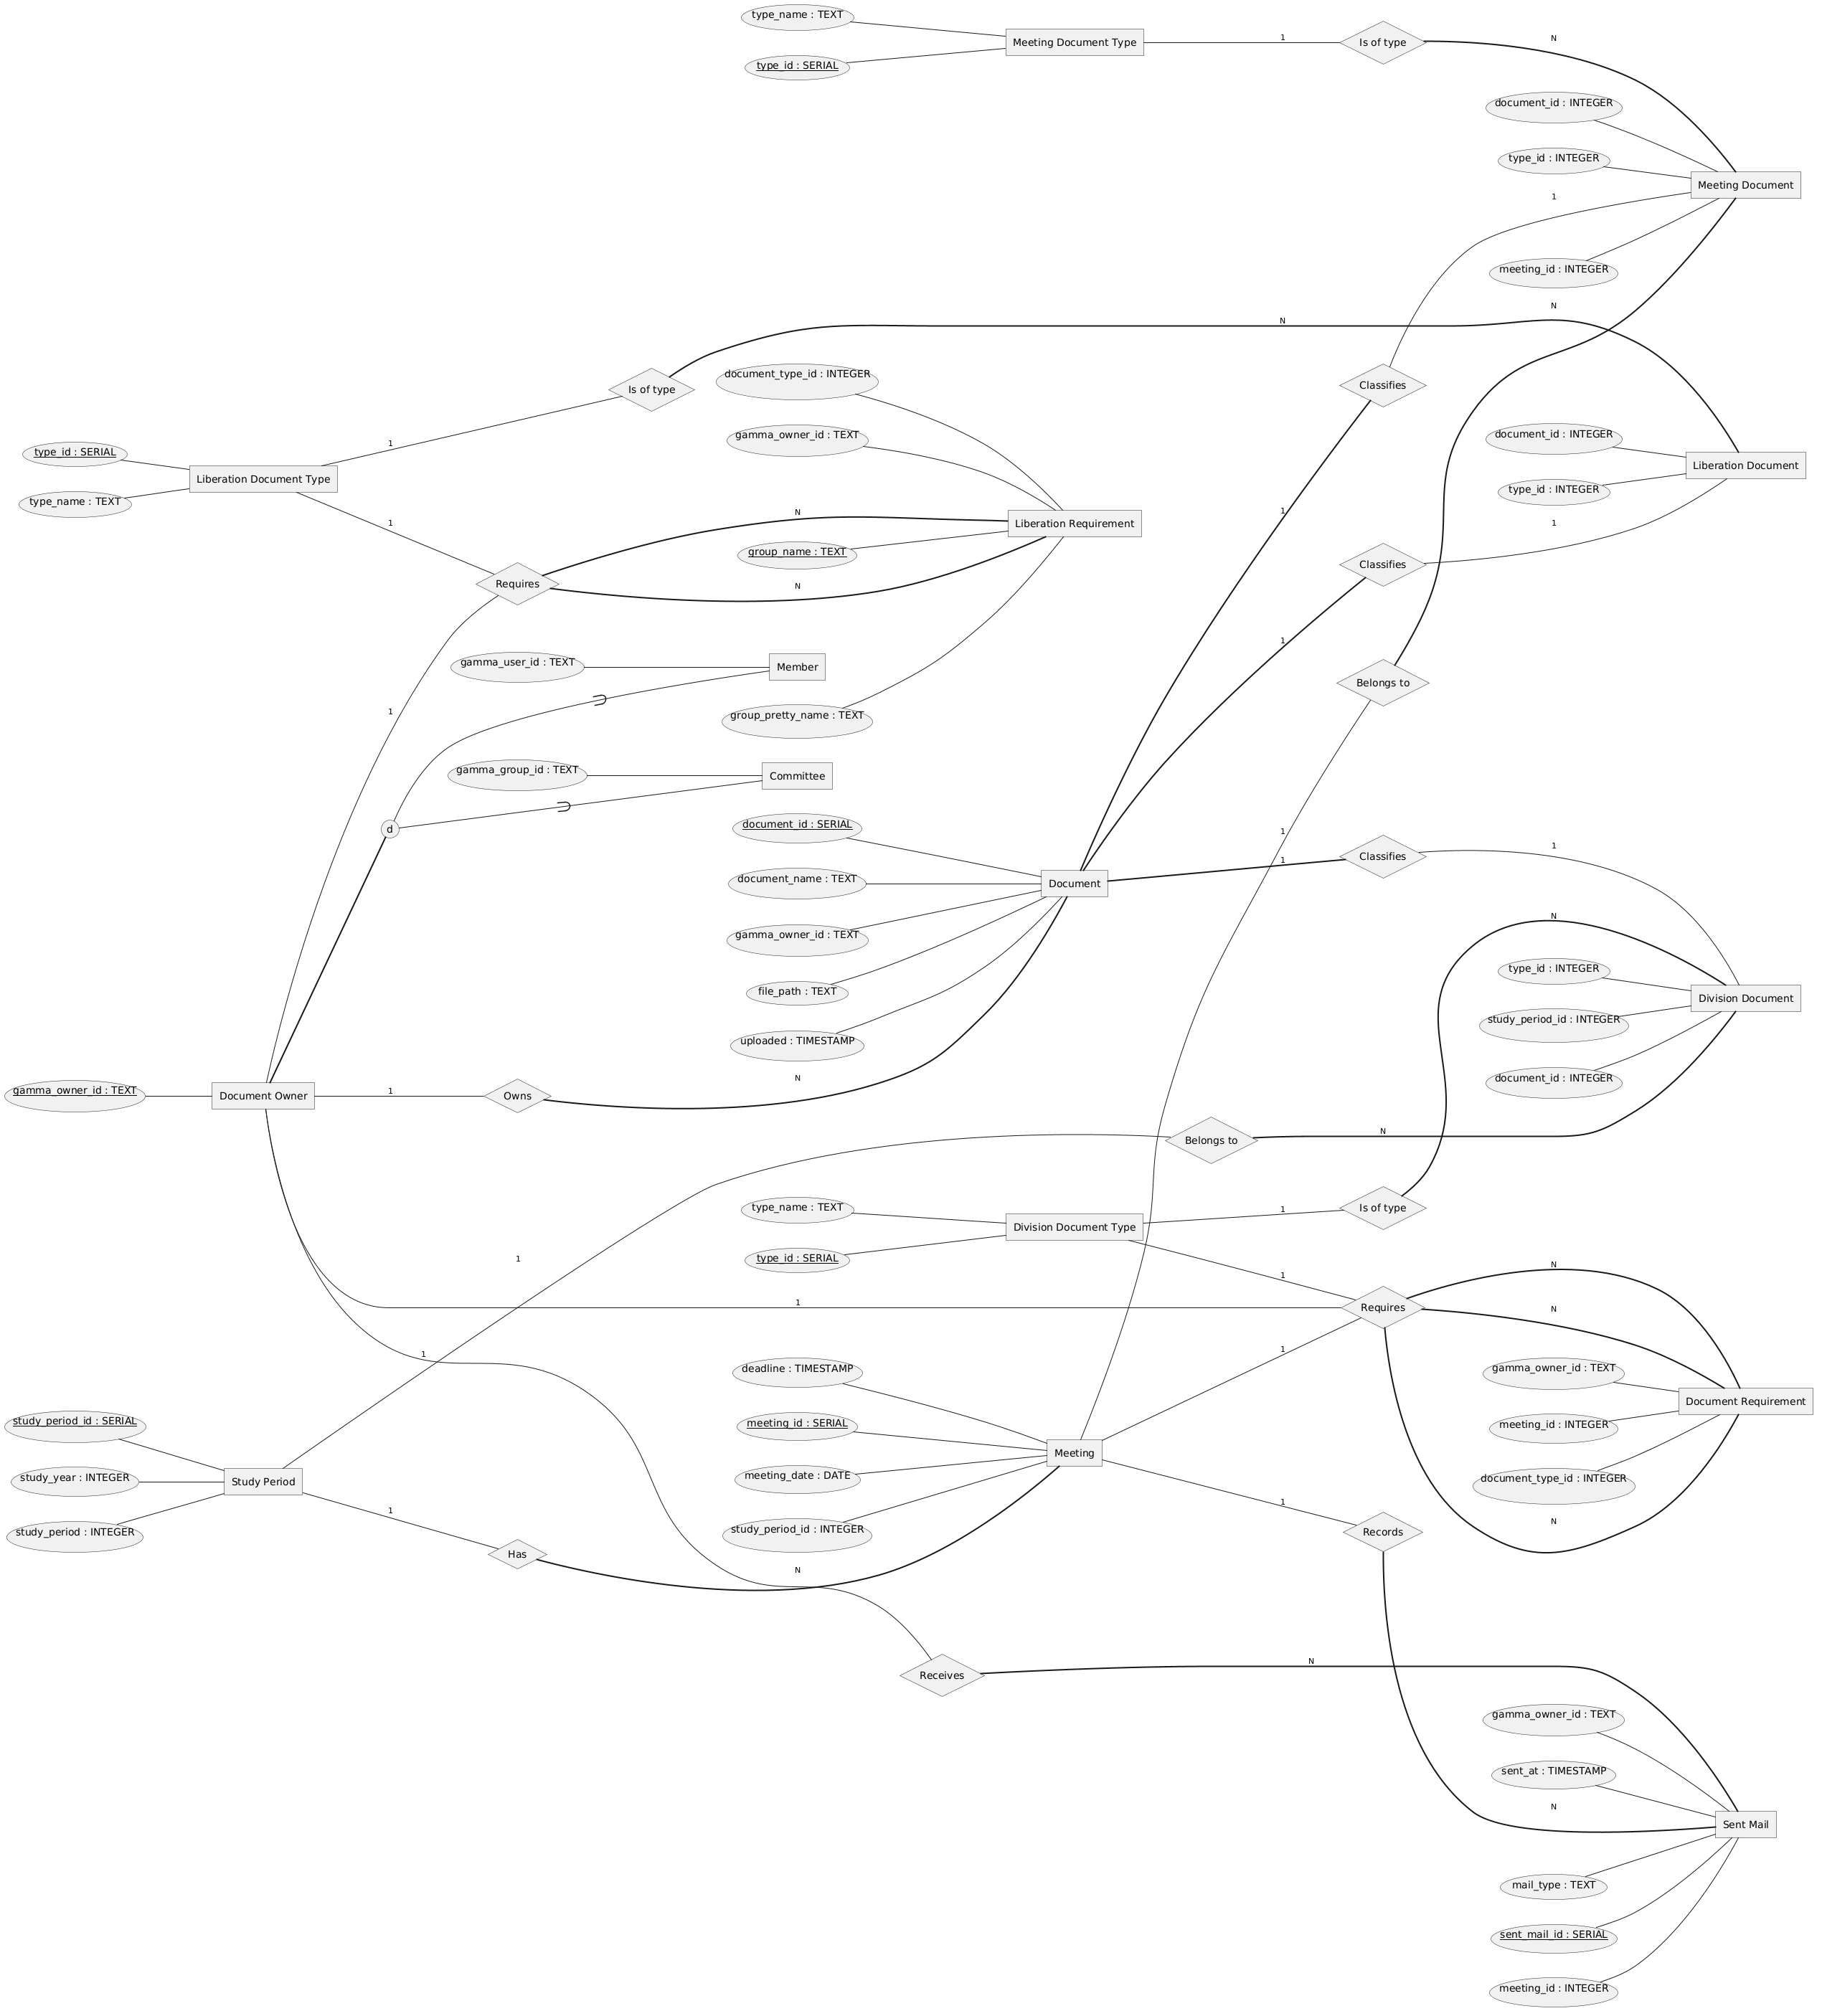 type_name : TEXT
Meeting Document Type
1
Is of type
N
type_id : SERIAL
document_id : INTEGER
type_id : INTEGER
Meeting Document
1
meeting_id : INTEGER
N
N
Is of type
document_type_id : INTEGER
Classifies
1
gamma_owner_id : TEXT
document_id : INTEGER
type_id : SERIAL
Liberation Document Type
Liberation Document
type_name : TEXT
type_id : INTEGER
1
N
Liberation Requirement
1
1
group_name : TEXT
Classifies
Requires
N
1
gamma_user_id : TEXT
Member
Belongs to
1
group_pretty_name : TEXT
gamma_group_id : TEXT
Committee
d
document_id : SERIAL
1
1
Classifies
1
document_name : TEXT
Document
gamma_owner_id : TEXT
N
type_id : INTEGER
file_path : TEXT
Division Document
study_period_id : INTEGER
uploaded : TIMESTAMP
document_id : INTEGER
N
gamma_owner_id : TEXT
Document Owner
1
Owns
Belongs to
N
type_name : TEXT
Division Document Type
1
Is of type
type_id : SERIAL
1
1
N
1
Requires
N
1
1
deadline : TIMESTAMP
gamma_owner_id : TEXT
Document Requirement
study_period_id : SERIAL
meeting_id : SERIAL
meeting_id : INTEGER
Meeting
study_year : INTEGER
Study Period
meeting_date : DATE
document_type_id : INTEGER
study_period : INTEGER
1
study_period_id : INTEGER
1
Records
N
Has
N
Receives
N
gamma_owner_id : TEXT
sent_at : TIMESTAMP
N
Sent Mail
mail_type : TEXT
sent_mail_id : SERIAL
meeting_id : INTEGER